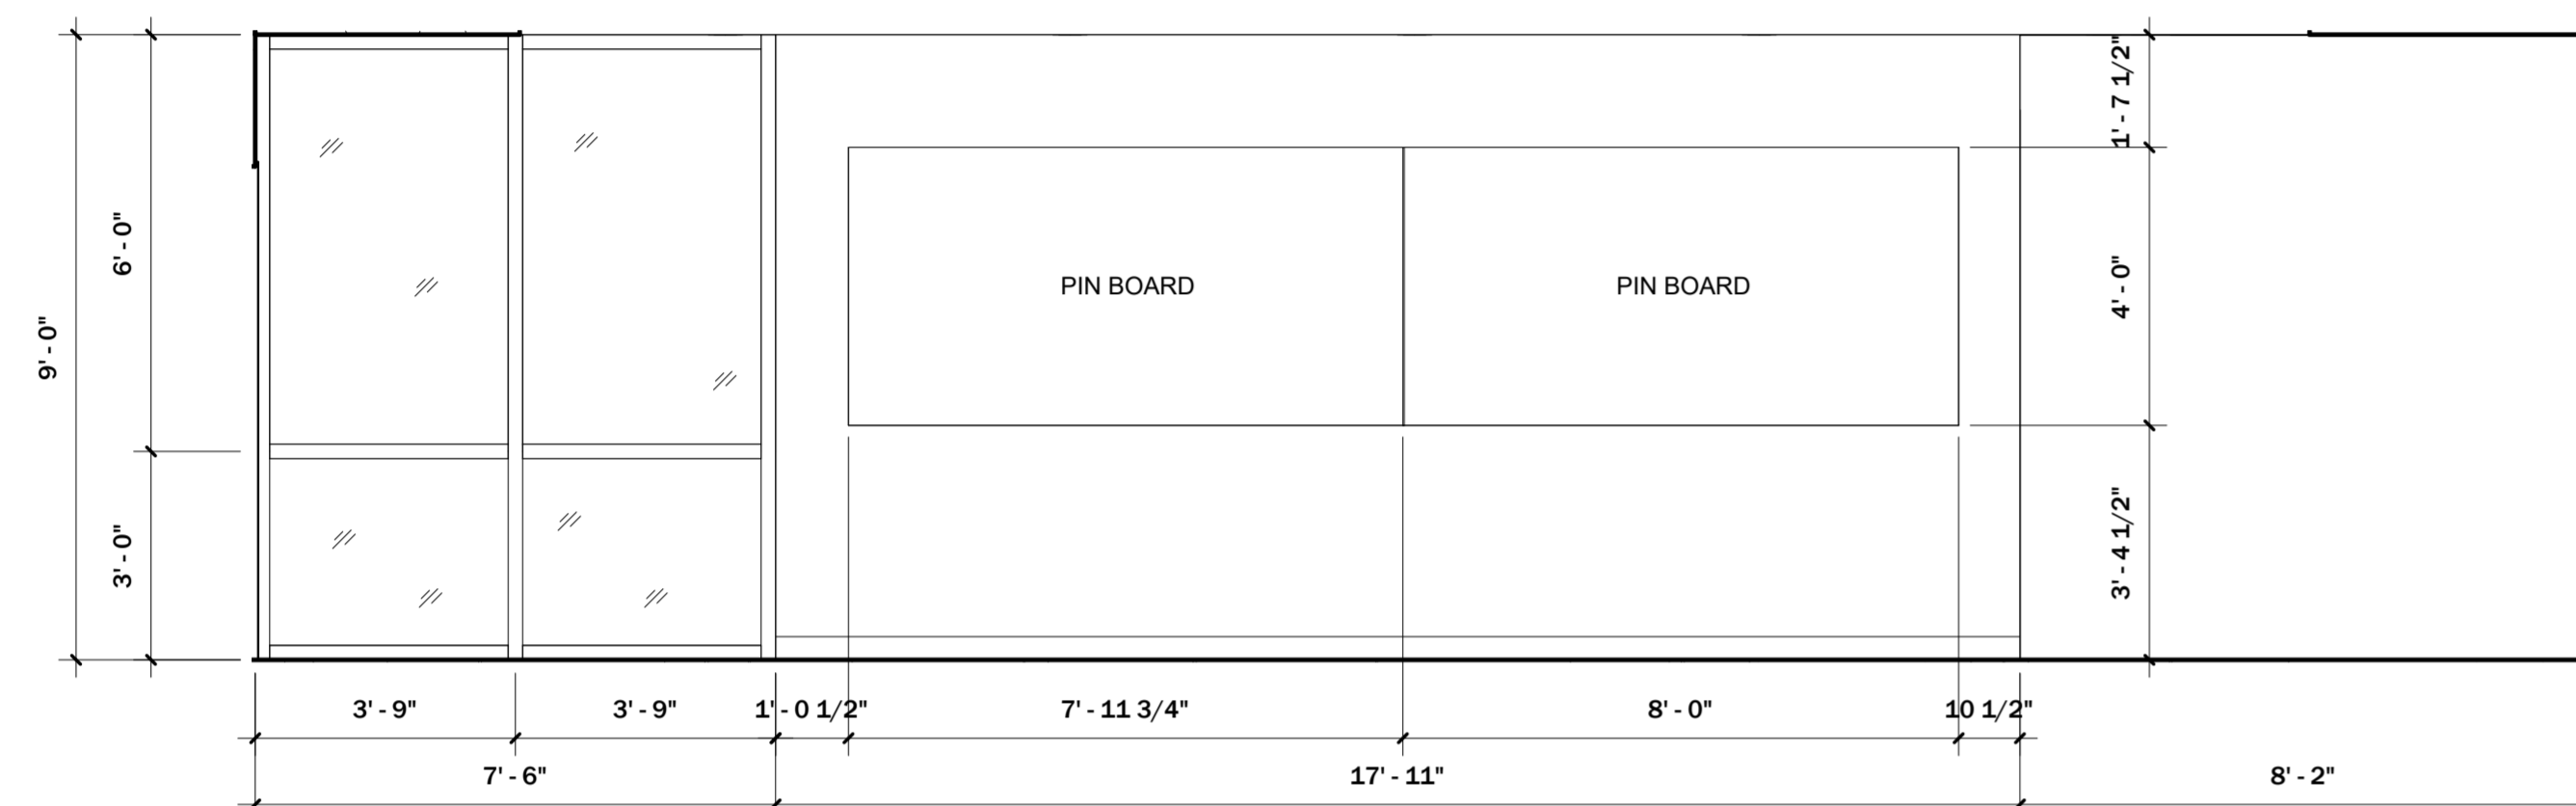 9' - 0"
6' - 0"
3' - 0"
PIN BOARD
PIN BOARD
1' - 7 1/2"
4' - 0"
3' - 4 1/2"
3' - 9"
3' - 9"
1' - 0 1/2"
7' - 11 3/4"
8' - 0"
10 1/2"
7' - 6"
17' - 11"
8' - 2"